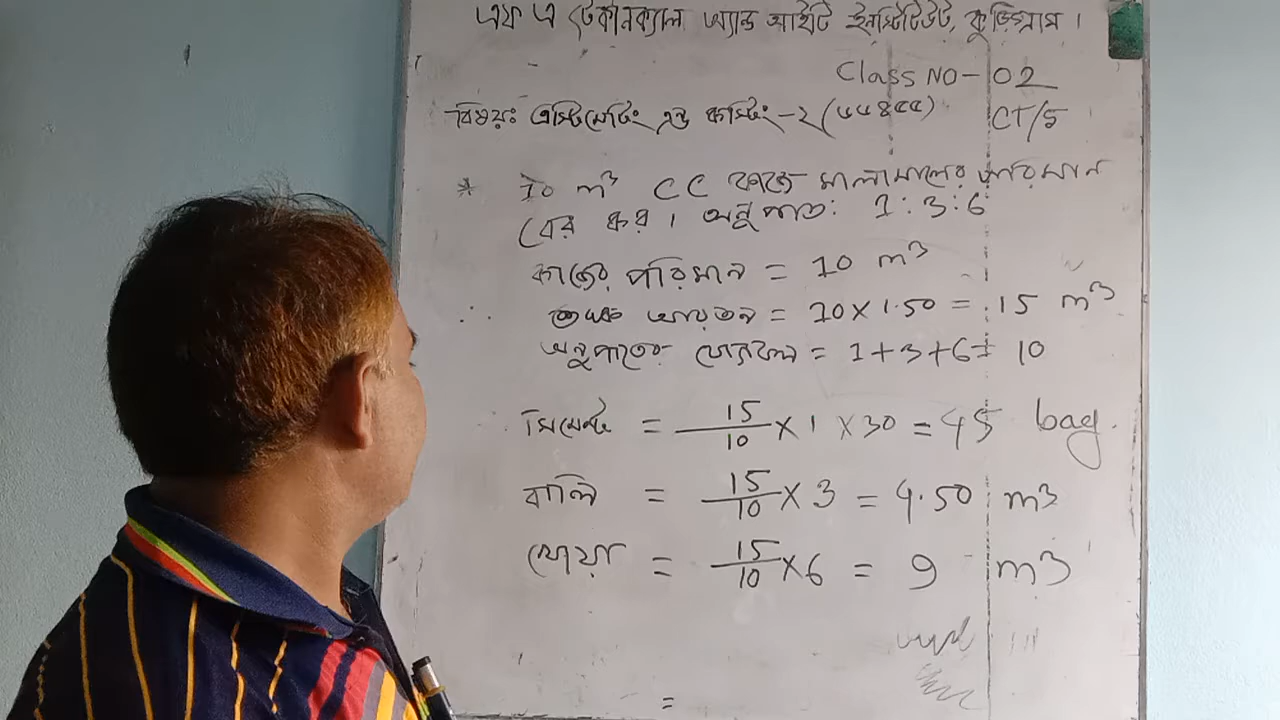 এফ এ টেকনিক্যাল অ্যান্ড আইটি ইনস্টিটিউট, কুড়িগ্রাম।
Class NO - 02
বিষয়ঃ এস্টিমেটিং এন্ড কস্টিং -২ (৬৬৪৫৫) CT/5
* 10 m³ CC কাজে মালামালের পরিমান
বের কর। অনুপাত: 1:3:6
কাজের পরিমান = 10 m³
∴ শুষ্ক আয়তন = 10 X 1.50 = 15 m³
অনুপাতের যোগফল = 1+3+6 = 10
সিমেন্ট = 15/10 X 1 X 30 = 45 bag.
বালি = 15/10 X 3 = 4.50 m³
খোয়া = 15/10 X 6 = 9 m³
=